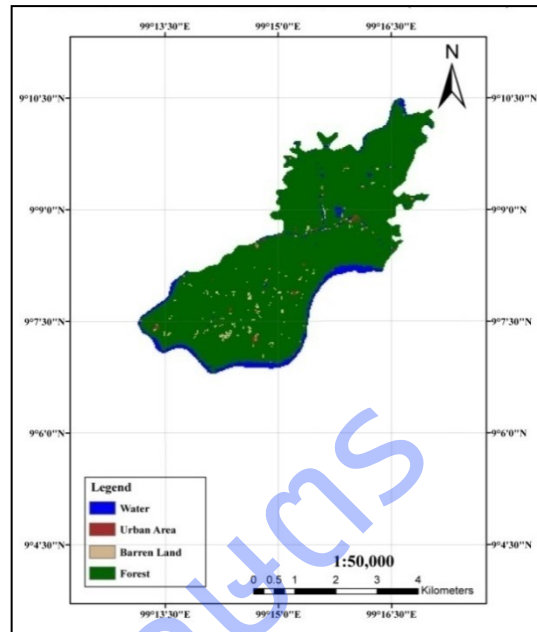 99°13'30"E 99°15'0"E 99°16'30"E
N
9°10'30"N 9°10'30"N
9°9'0"N 9°9'0"N
9°7'30"N 9°7'30"N
9°6'0"N 9°6'0"N
9°4'30"N 9°4'30"N
Legend
Water
Urban Area
Barren Land
Forest
1:50,000
0 0.5 1 2 3 4
Kilometers
99°13'30"E 99°15'0"E 99°16'30"E